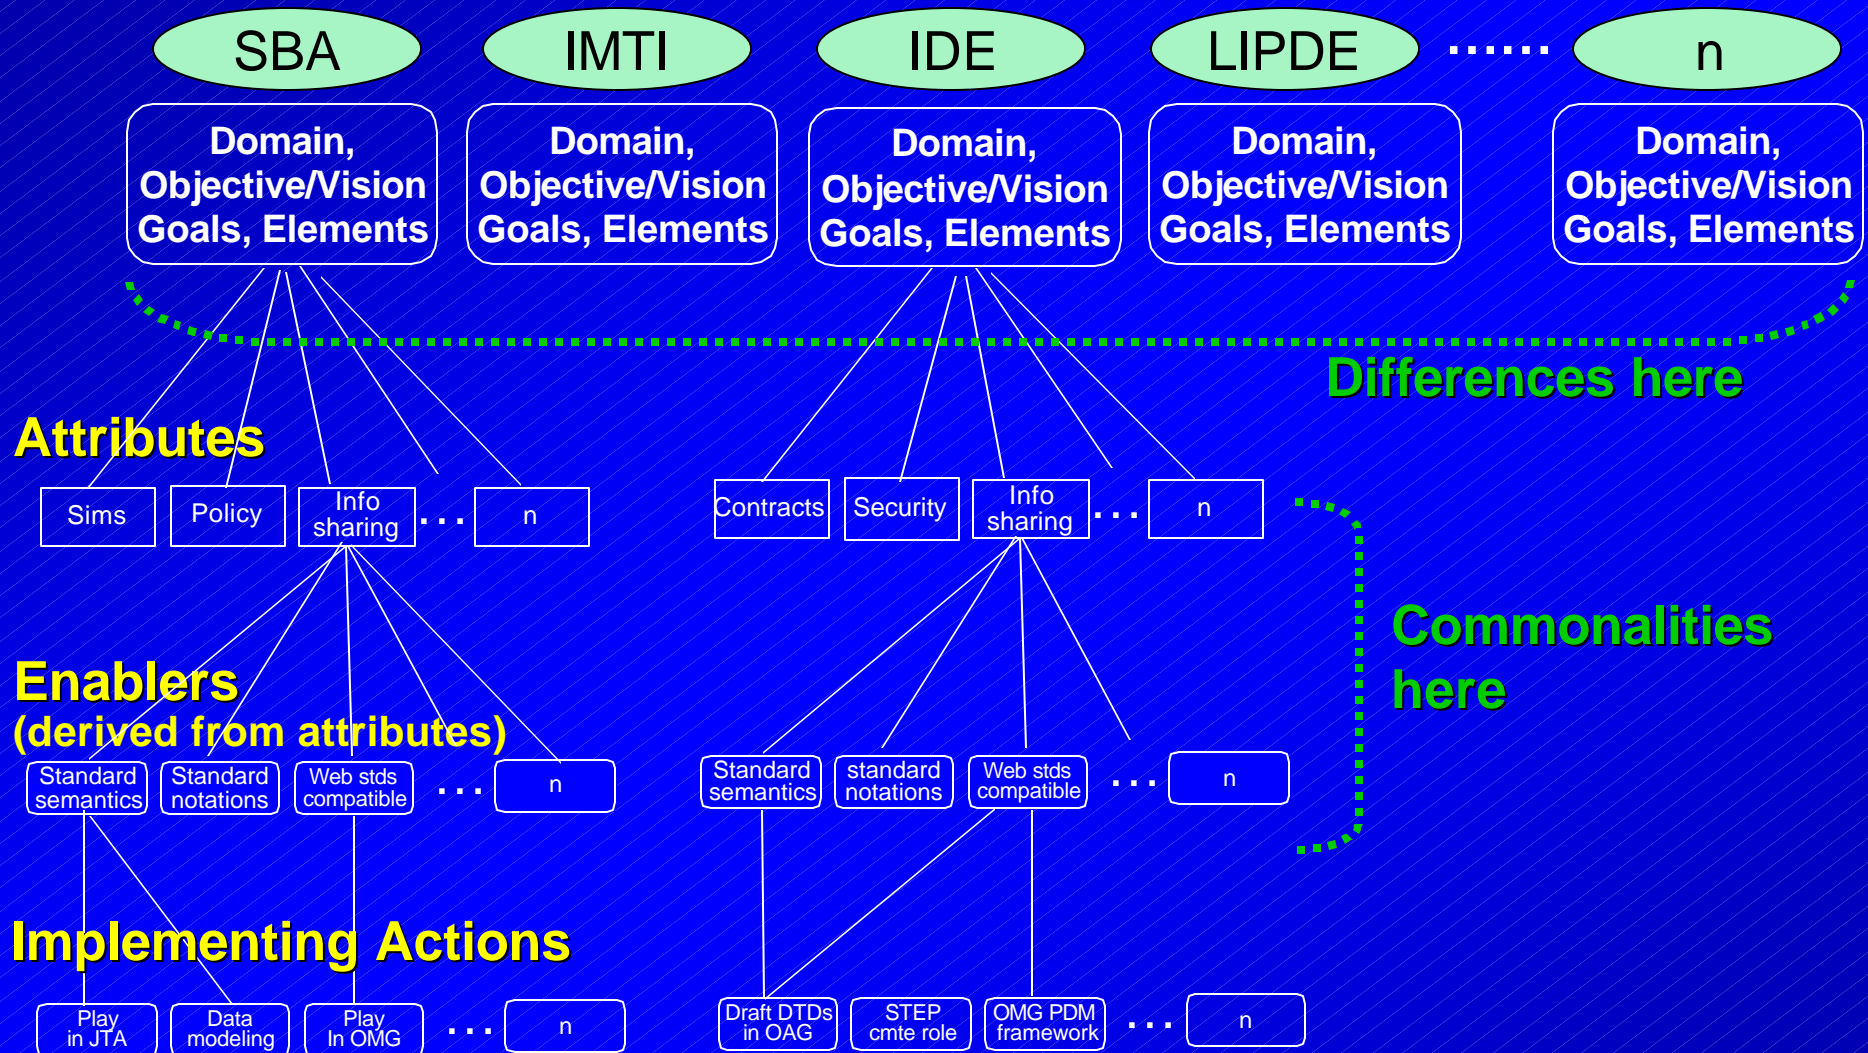 SBA
IMTI
IDE
LIPDE
......
n
Domain,
Objective/Vision
Goals, Elements
Domain,
Objective/Vision
Goals, Elements
Domain,
Objective/Vision
Goals, Elements
Domain,
Objective/Vision
Goals, Elements
Domain,
Objective/Vision
Goals, Elements
Differences here
Attributes
Sims
Policy
Info
sharing
...
n
Contracts
Security
Info
sharing
...
n
Commonalities
here
Enablers
(derived from attributes)
Standard
semantics
Standard
notations
Web stds
compatible
...
n
Standard
semantics
standard
notations
Web stds
compatible
...
n
Implementing Actions
Play
in JTA
Data
modeling
Play
In OMG
...
n
Draft DTDs
in OAG
STEP
cmte role
OMG PDM
framework
...
n